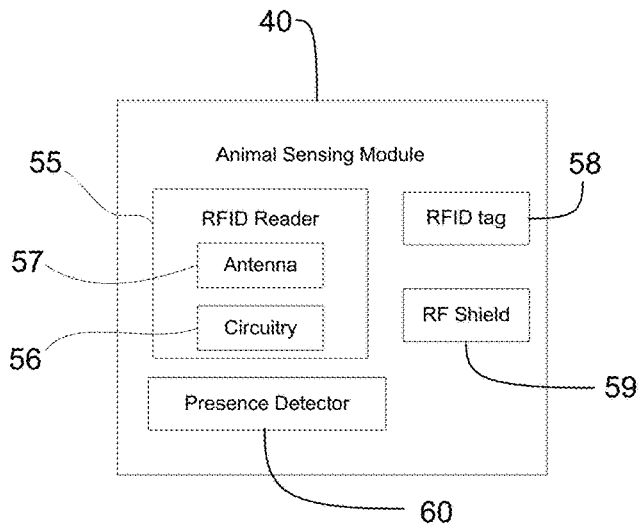 40
Animal Sensing Module
55
58
RFID Reader
RFID tag
57
Antenna
56
Circuitry
RF Shield
59
Presence Detector
60